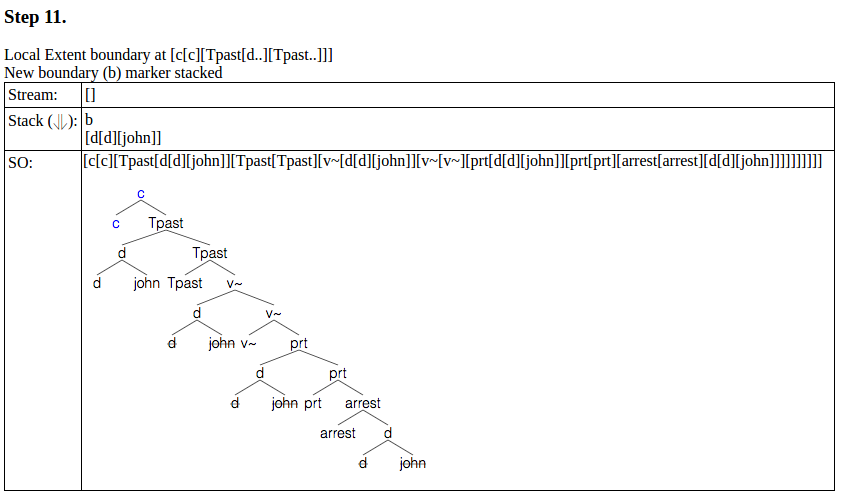 Step 11.
Local Extent boundary at [c[c][Tpast[d..][Tpast..]]]
New boundary (b) marker stacked
Stream: []
Stack (⇃⇂): b
[d[d][john]]
SO: [c[c][Tpast[d[d][john]][Tpast[Tpast][v~[d[d][john]][v~[v~][prt[d[d][john]][prt[prt][arrest[arrest][d[d][john]]]]]]]]]]
c
c Tpast
d Tpast
d john Tpast v~
d v~
d john v~ prt
d prt
d john prt arrest
arrest d
d john